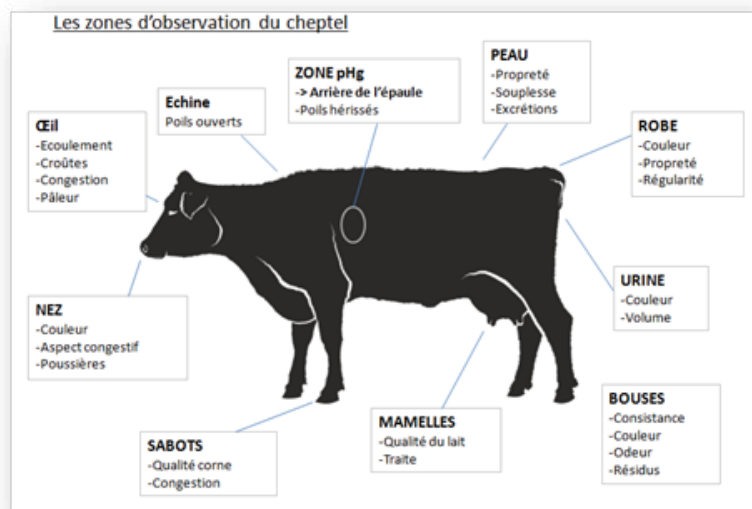 Les zones d'observation du cheptel
PEAU
-Propreté
-Souplesse
-Excrétions
ZONE pHg
-> Arrière de l'épaule
-Poils hérissés
Echine
Poils ouverts
Œil
-Ecoulement
-Croûtes
-Congestion
-Pâleur
ROBE
-Couleur
-Propreté
-Régularité
URINE
-Couleur
-Volume
NEZ
-Couleur
-Aspect congestif
-Poussières
BOUSES
-Consistance
-Couleur
-Odeur
-Résidus
MAMELLES
-Qualité du lait
-Traite
SABOTS
-Qualité corne
-Congestion